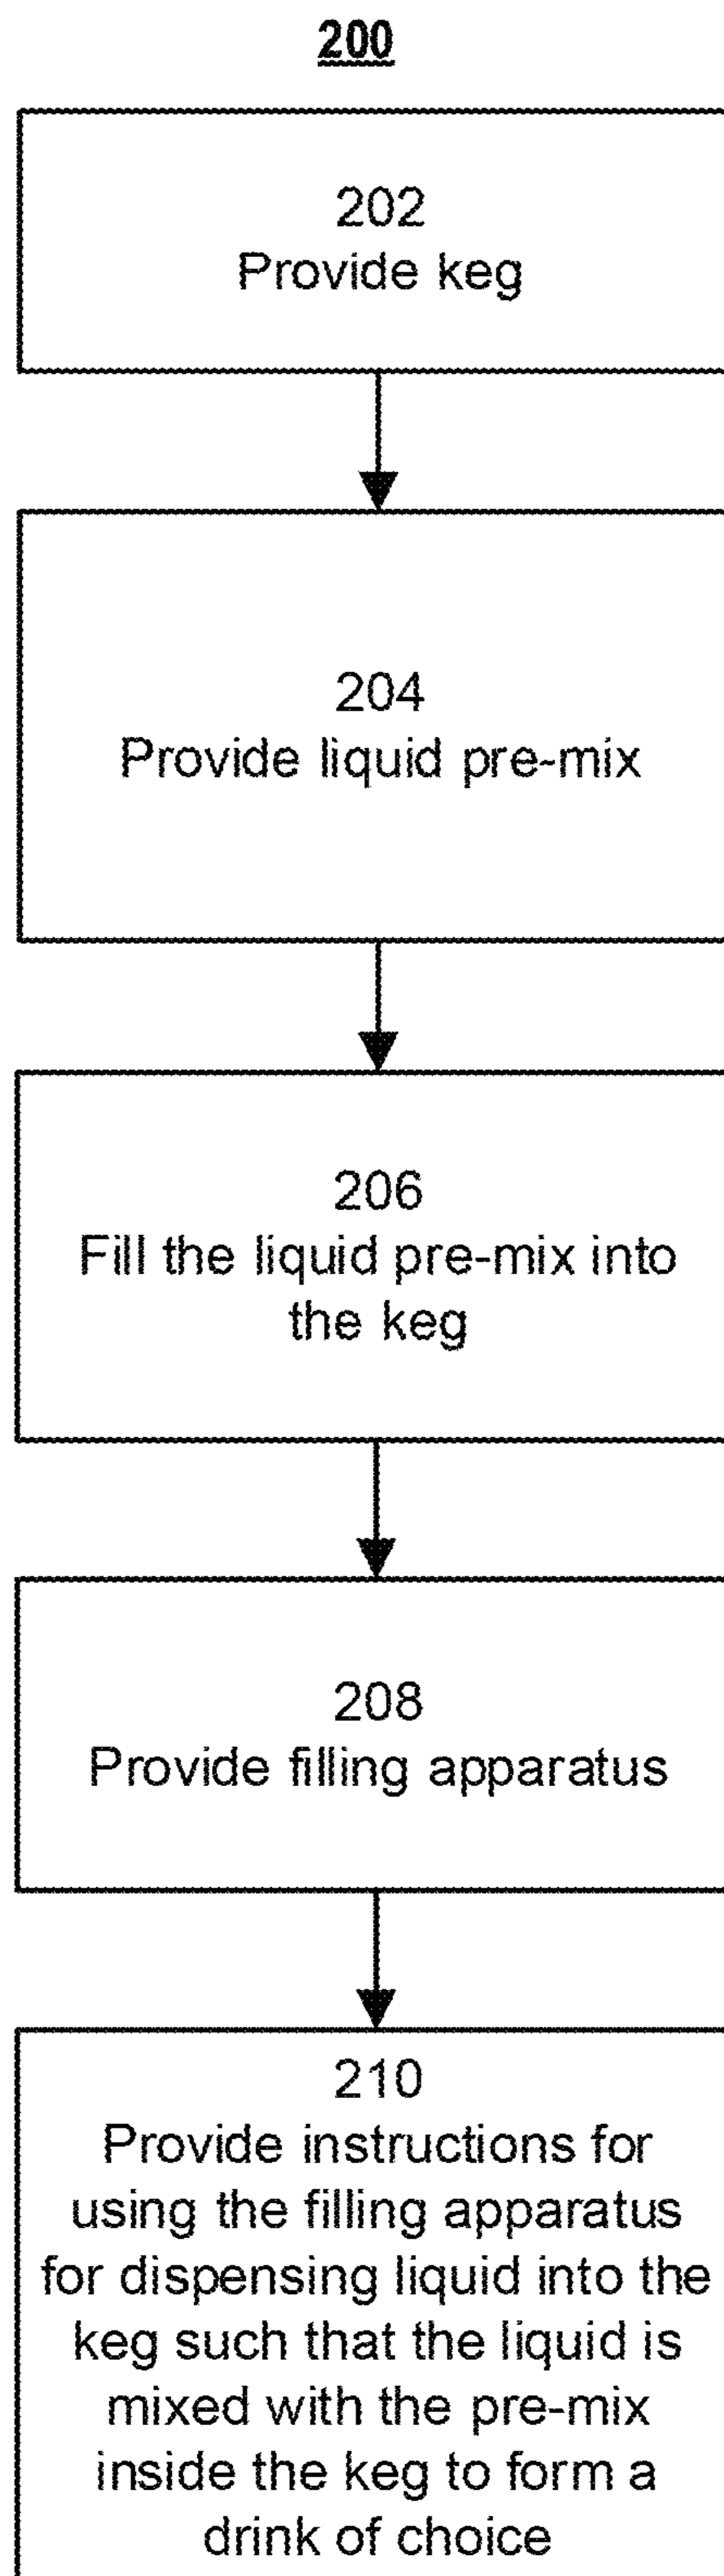 200
202
Provide keg
204
Provide liquid pre-mix
206
Fill the liquid pre-mix into
the keg
208
Provide filling apparatus
210
Provide instructions for
using the filling apparatus
for dispensing liquid into the
keg such that the liquid is
mixed with the pre-mix
inside the keg to form a
drink of choice